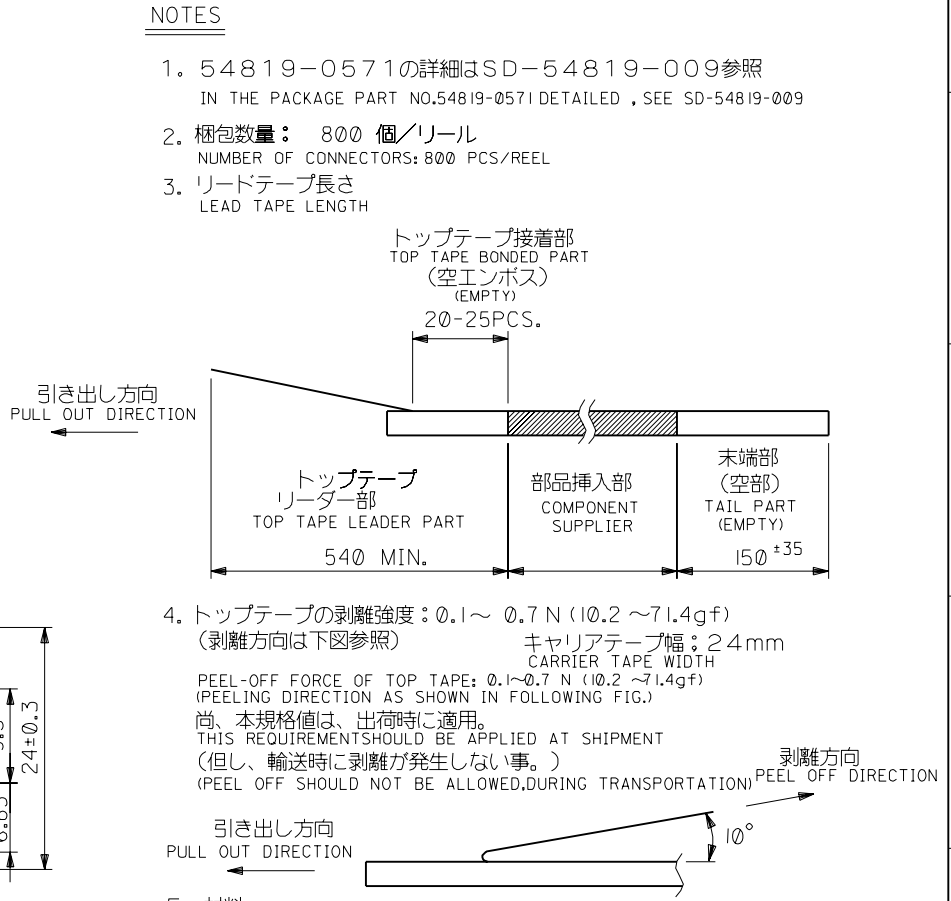 NOTES
1. 54819-0571の詳細はSD-54819-009参照
IN THE PACKAGE PART NO.54819-0571 DETAILED , SEE SD-54819-009
2. 梱包数量: 800 個/リール
NUMBER OF CONNECTORS: 800 PCS/REEL
3. リードテープ長さ
LEAD TAPE LENGTH
トップテープ接着部
TOP TAPE BONDED PART
(空エンボス)
(EMPTY)
20-25PCS.
引き出し方向
PULL OUT DIRECTION
トップテープ
リーダー部
TOP TAPE LEADER PART
540 MIN.
部品挿入部
COMPONENT
SUPPLIER
末端部
(空部)
TAIL PART
(EMPTY)
150 ±35
4. トップテープの剥離強度:0.1~ 0.7 N (10.2 ~71.4gf)
(剥離方向は下図参照)
キャリアテープ幅;24mm
CARRIER TAPE WIDTH
PEEL-OFF FORCE OF TOP TAPE: 0.1~0.7 N (10.2 ~71.4gf)
(PEELING DIRECTION AS SHOWN IN FOLLOWING FIG.)
尚、本規格値は、出荷時に適用。
THIS REQUIREMENTSHOULD BE APPLIED AT SHIPMENT
(但し、輸送時に剥離が発生しない事。)
(PEEL OFF SHOULD NOT BE ALLOWED,DURING TRANSPORTATION)
剥離方向
PEEL OFF DIRECTION
10°
引き出し方向
PULL OUT DIRECTION
24±0.3